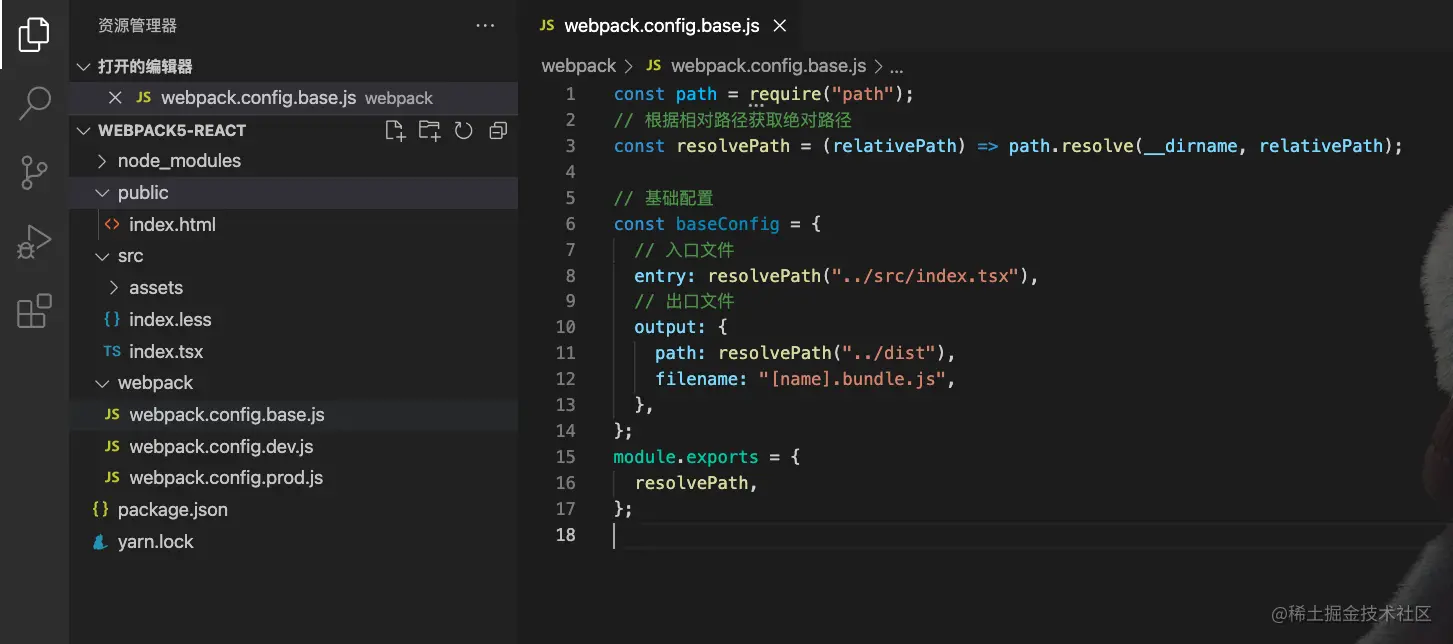 资源管理器 ···
打开的编辑器
JS webpack.config.base.js webpack
WEBPACK5-REACT
node_modules
public
<> index.html
src
assets
{} index.less
TS index.tsx
webpack
JS webpack.config.base.js
JS webpack.config.dev.js
JS webpack.config.prod.js
{} package.json
yarn.lock
JS webpack.config.base.js
webpack > JS webpack.config.base.js > ...
1 const path = require("path");
2 // 根据相对路径获取绝对路径
3 const resolvePath = (relativePath) => path.resolve(__dirname, relativePath);
4
5 // 基础配置
6 const baseConfig = {
7   // 入口文件
8   entry: resolvePath("../src/index.tsx"),
9   // 出口文件
10   output: {
11     path: resolvePath("../dist"),
12     filename: "[name].bundle.js",
13   },
14 };
15 module.exports = {
16   resolvePath,
17 };
18
@稀土掘金技术社区